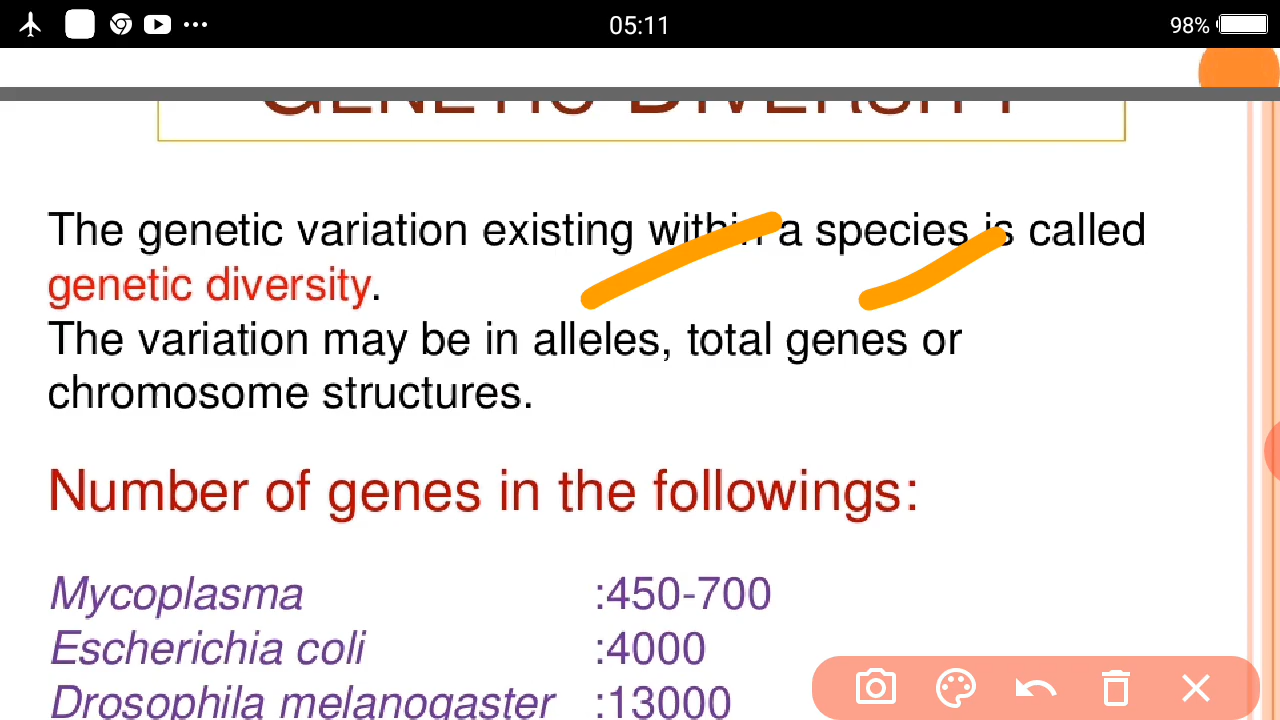 05:11
98%
GENETIC DIVERSITY
The genetic variation existing within a species is called
genetic diversity.
The variation may be in alleles, total genes or
chromosome structures.
Number of genes in the followings:
Mycoplasma :450-700
Escherichia coli :4000
Drosophila melanogaster :13000